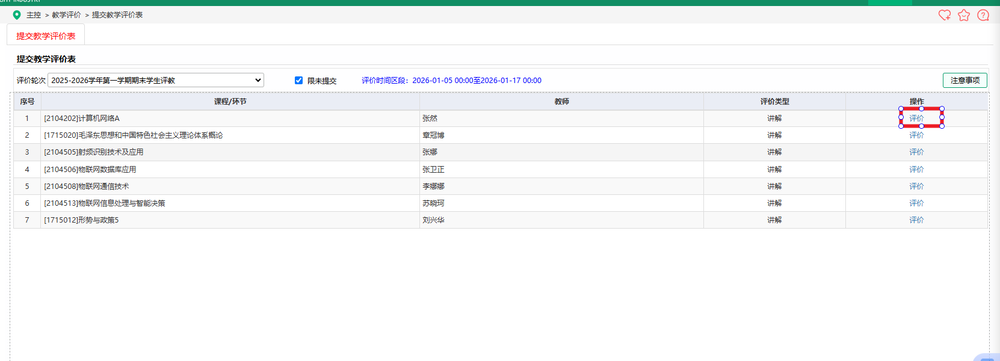 主控 > 教学评价 > 提交教学评价表
提交教学评价表
提交教学评价表
评价轮次 2025-2026学年第一学期期末学生评教 限未提交 评价时间区段：2026-01-05 00:00至2026-01-17 00:00 注意事项
序号 课程/环节 教师 评价类型 操作
1 [2104202]计算机网络A 张然 讲解 评价
2 [1715020]毛泽东思想和中国特色社会主义理论体系概论 章冠博 讲解 评价
3 [2104505]射频识别技术及应用 张娜 讲解 评价
4 [2104506]物联网数据库应用 张卫正 讲解 评价
5 [2104508]物联网通信技术 李娜娜 讲解 评价
6 [2104513]物联网信息处理与智能决策 苏晓珂 讲解 评价
7 [1715012]形势与政策5 刘兴华 讲解 评价